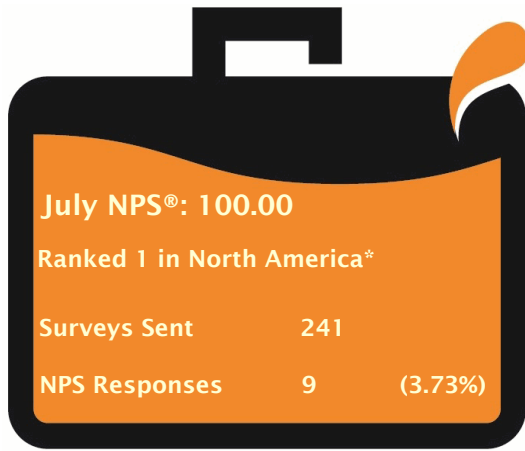 July NPS®: 100.00
Ranked 1 in North America*
Surveys Sent 241
NPS Responses 9 (3.73%)